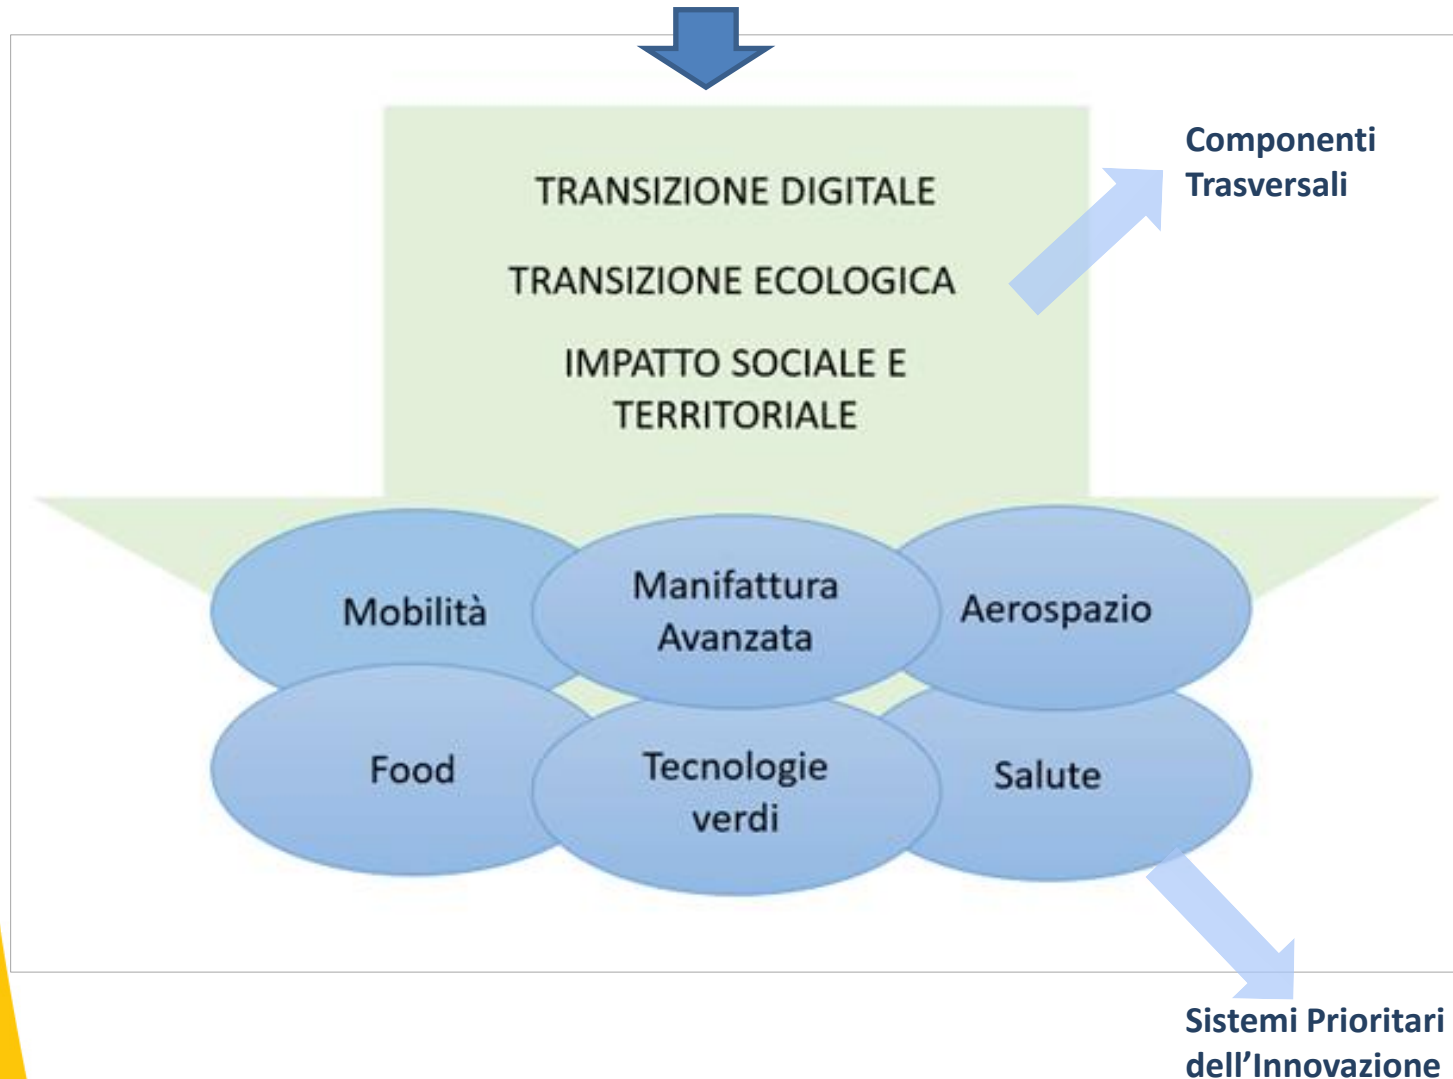 Componenti
Trasversali
TRANSIZIONE DIGITALE
TRANSIZIONE ECOLOGICA
IMPATTO SOCIALE E
TERRITORIALE
Mobilità
Manifattura
Avanzata
Aerospazio
Food
Tecnologie
verdi
Salute
Sistemi Prioritari
dell’Innovazione